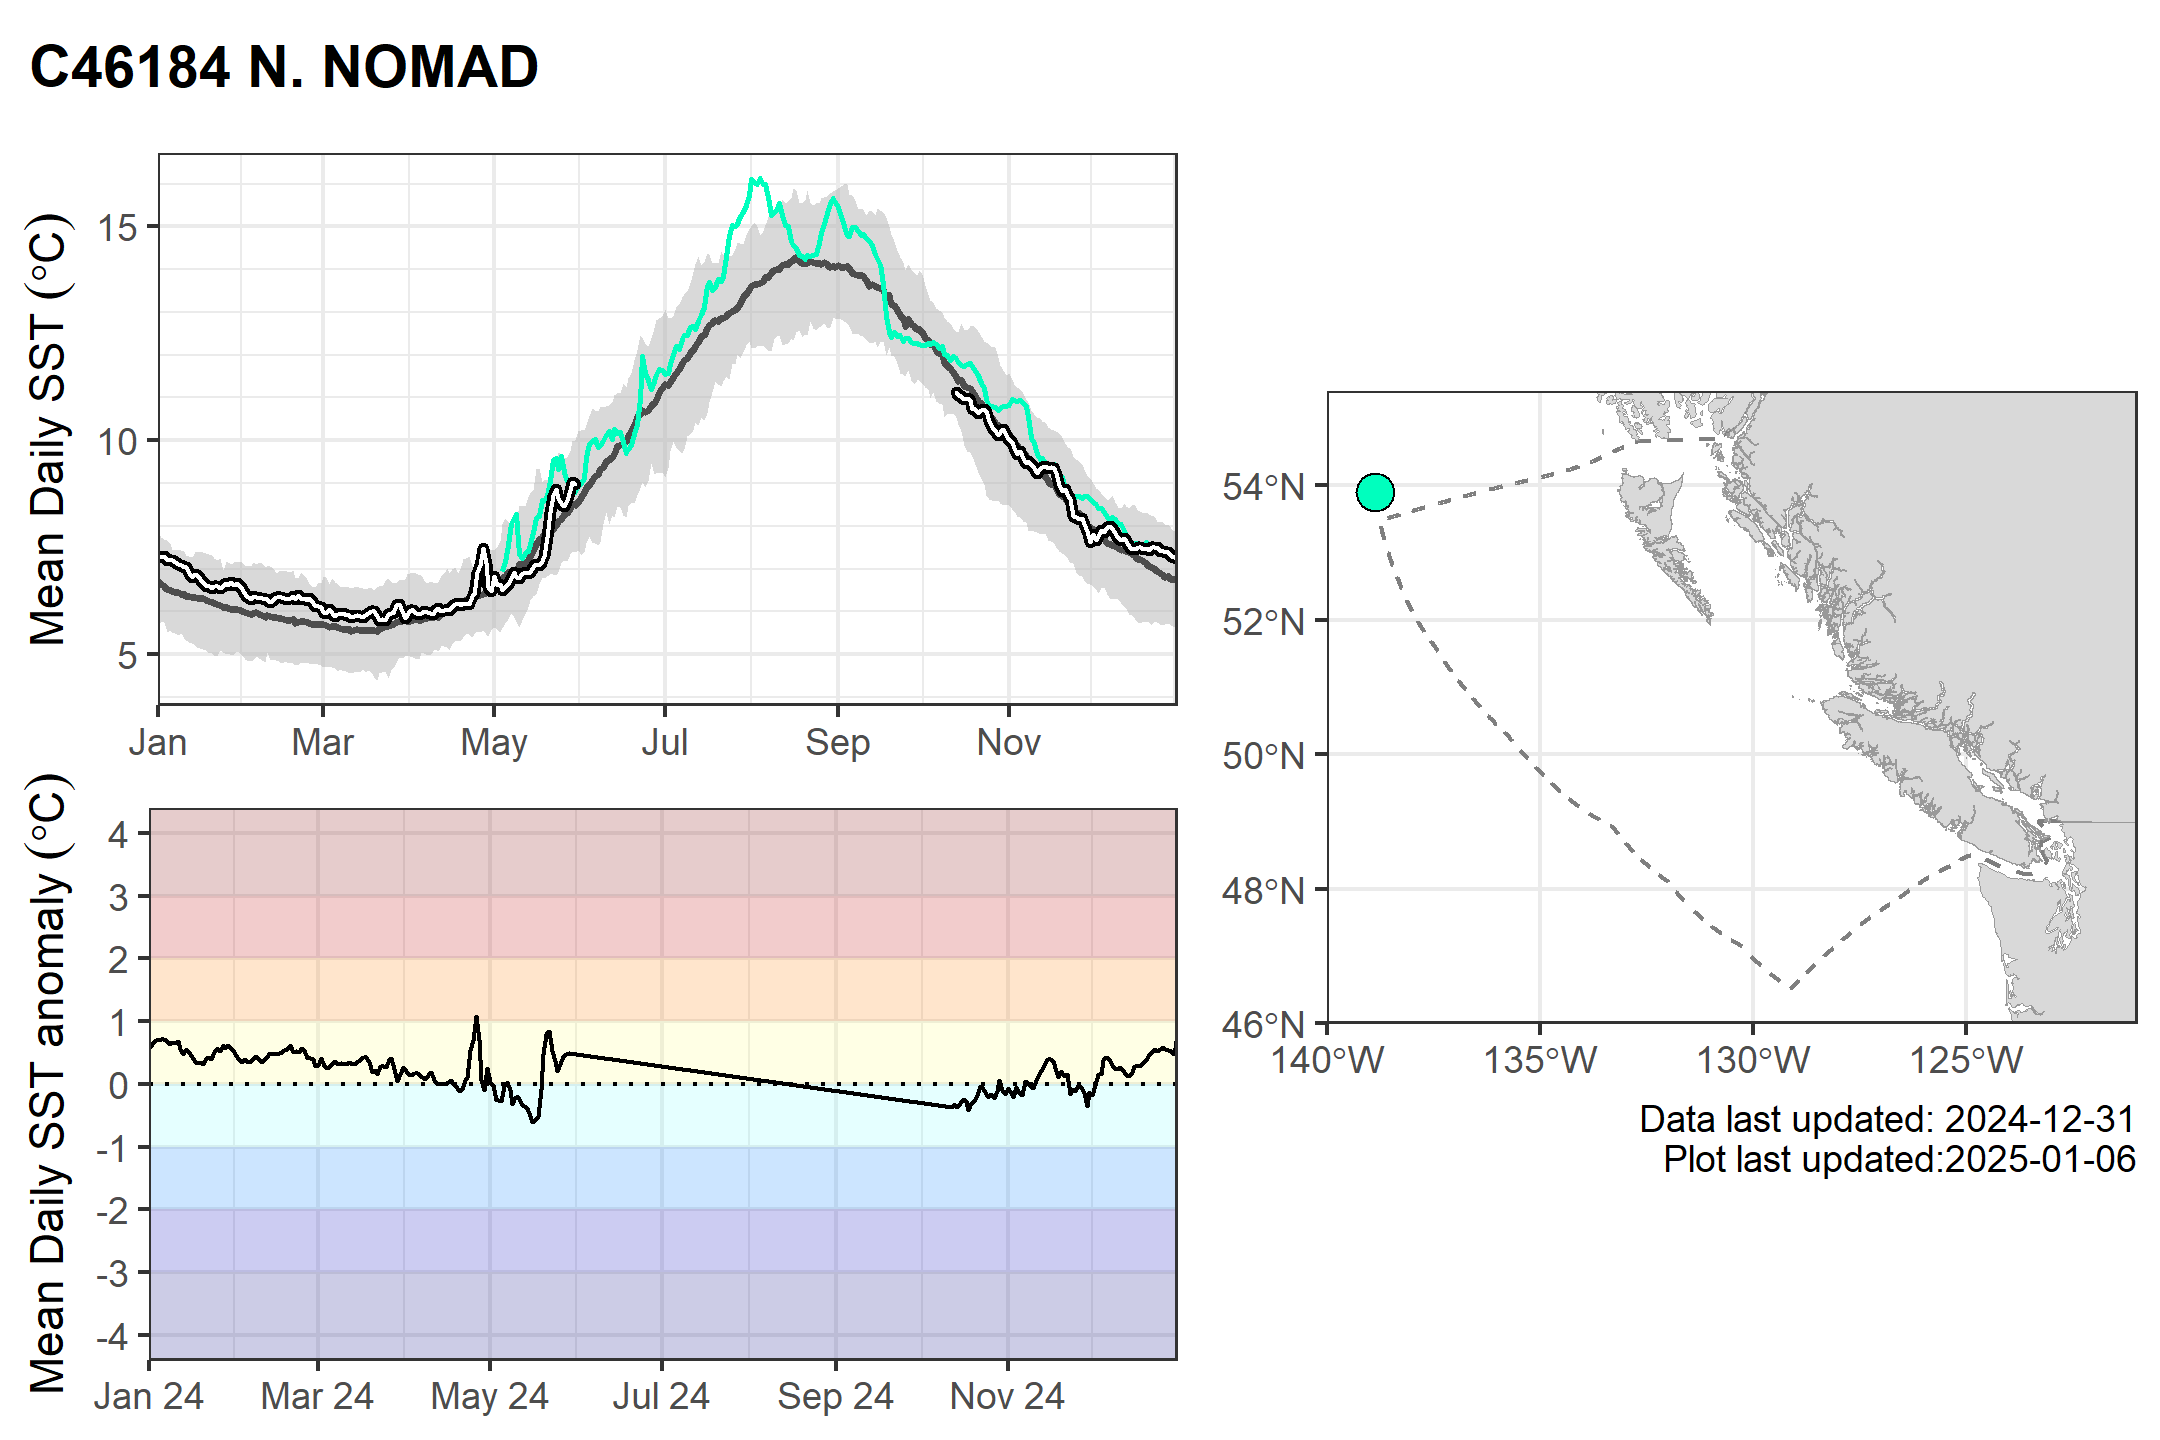 C46184 N. NOMAD
Mean Daily SST (°C)
15
10
5
Jan Mar May Jul Sep Nov
Mean Daily SST anomaly (°C)
4
3
2
1
0
-1
-2
-3
-4
Jan 24 Mar 24 May 24 Jul 24 Sep 24 Nov 24
54°N
52°N
50°N
48°N
46°N
140°W 135°W 130°W 125°W
Data last updated: 2024-12-31
Plot last updated:2025-01-06